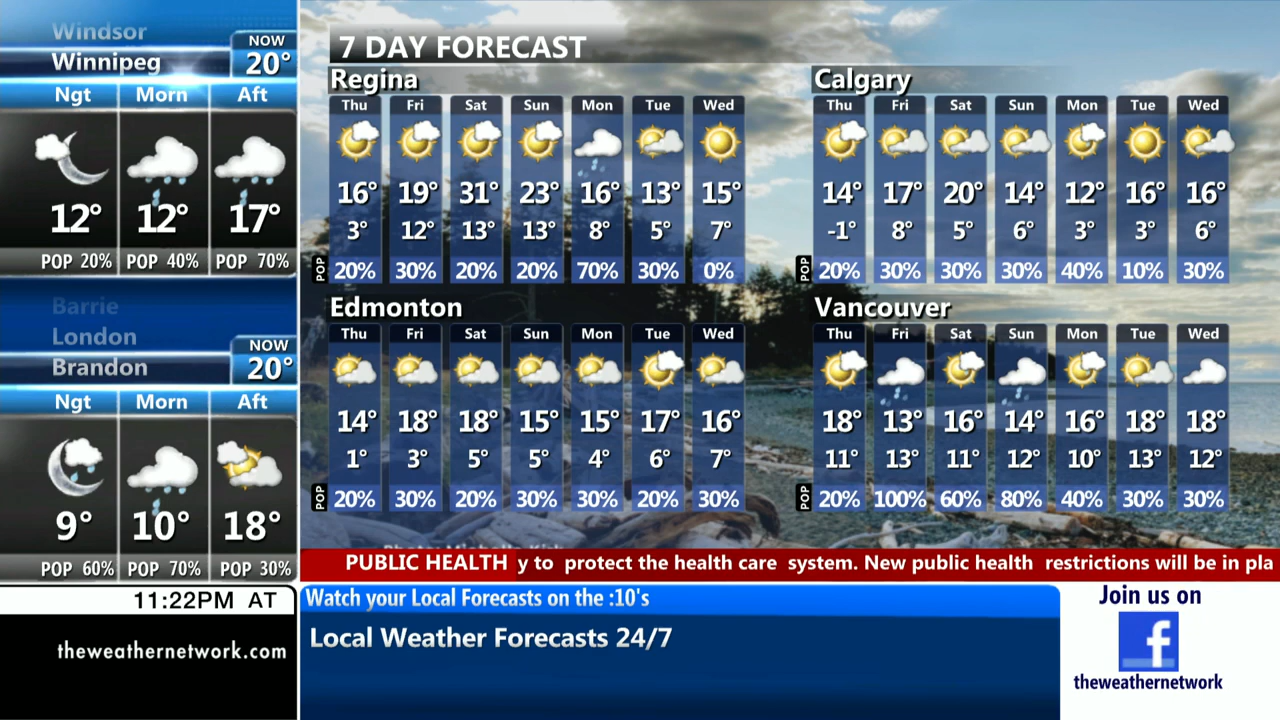 Windsor
Winnipeg
NOW
20°
Ngt Morn Aft
12° 12° 17°
POP 20% POP 40% POP 70%
Barrie
London
Brandon
NOW
20°
Ngt Morn Aft
9° 10° 18°
POP 60% POP 70% POP 30%
11:22PM AT
theweathernetwork.com
7 DAY FORECAST
Regina
Thu Fri Sat Sun Mon Tue Wed
16° 19° 31° 23° 16° 13° 15°
3° 12° 13° 13° 8° 5° 7°
POP 20% 30% 20% 20% 70% 30% 0%
Calgary
Thu Fri Sat Sun Mon Tue Wed
14° 17° 20° 14° 12° 16° 16°
-1° 8° 5° 6° 3° 3° 6°
POP 20% 30% 30% 30% 40% 10% 30%
Edmonton
Thu Fri Sat Sun Mon Tue Wed
14° 18° 18° 15° 15° 17° 16°
1° 3° 5° 5° 4° 6° 7°
POP 20% 30% 20% 30% 30% 20% 30%
Vancouver
Thu Fri Sat Sun Mon Tue Wed
18° 13° 16° 14° 16° 18° 18°
11° 13° 11° 12° 10° 13° 12°
POP 20% 100% 60% 80% 40% 30% 30%
PUBLIC HEALTH y to protect the health care system. New public health restrictions will be in pla
Watch your Local Forecasts on the :10's
Local Weather Forecasts 24/7
Join us on
f
theweathernetwork